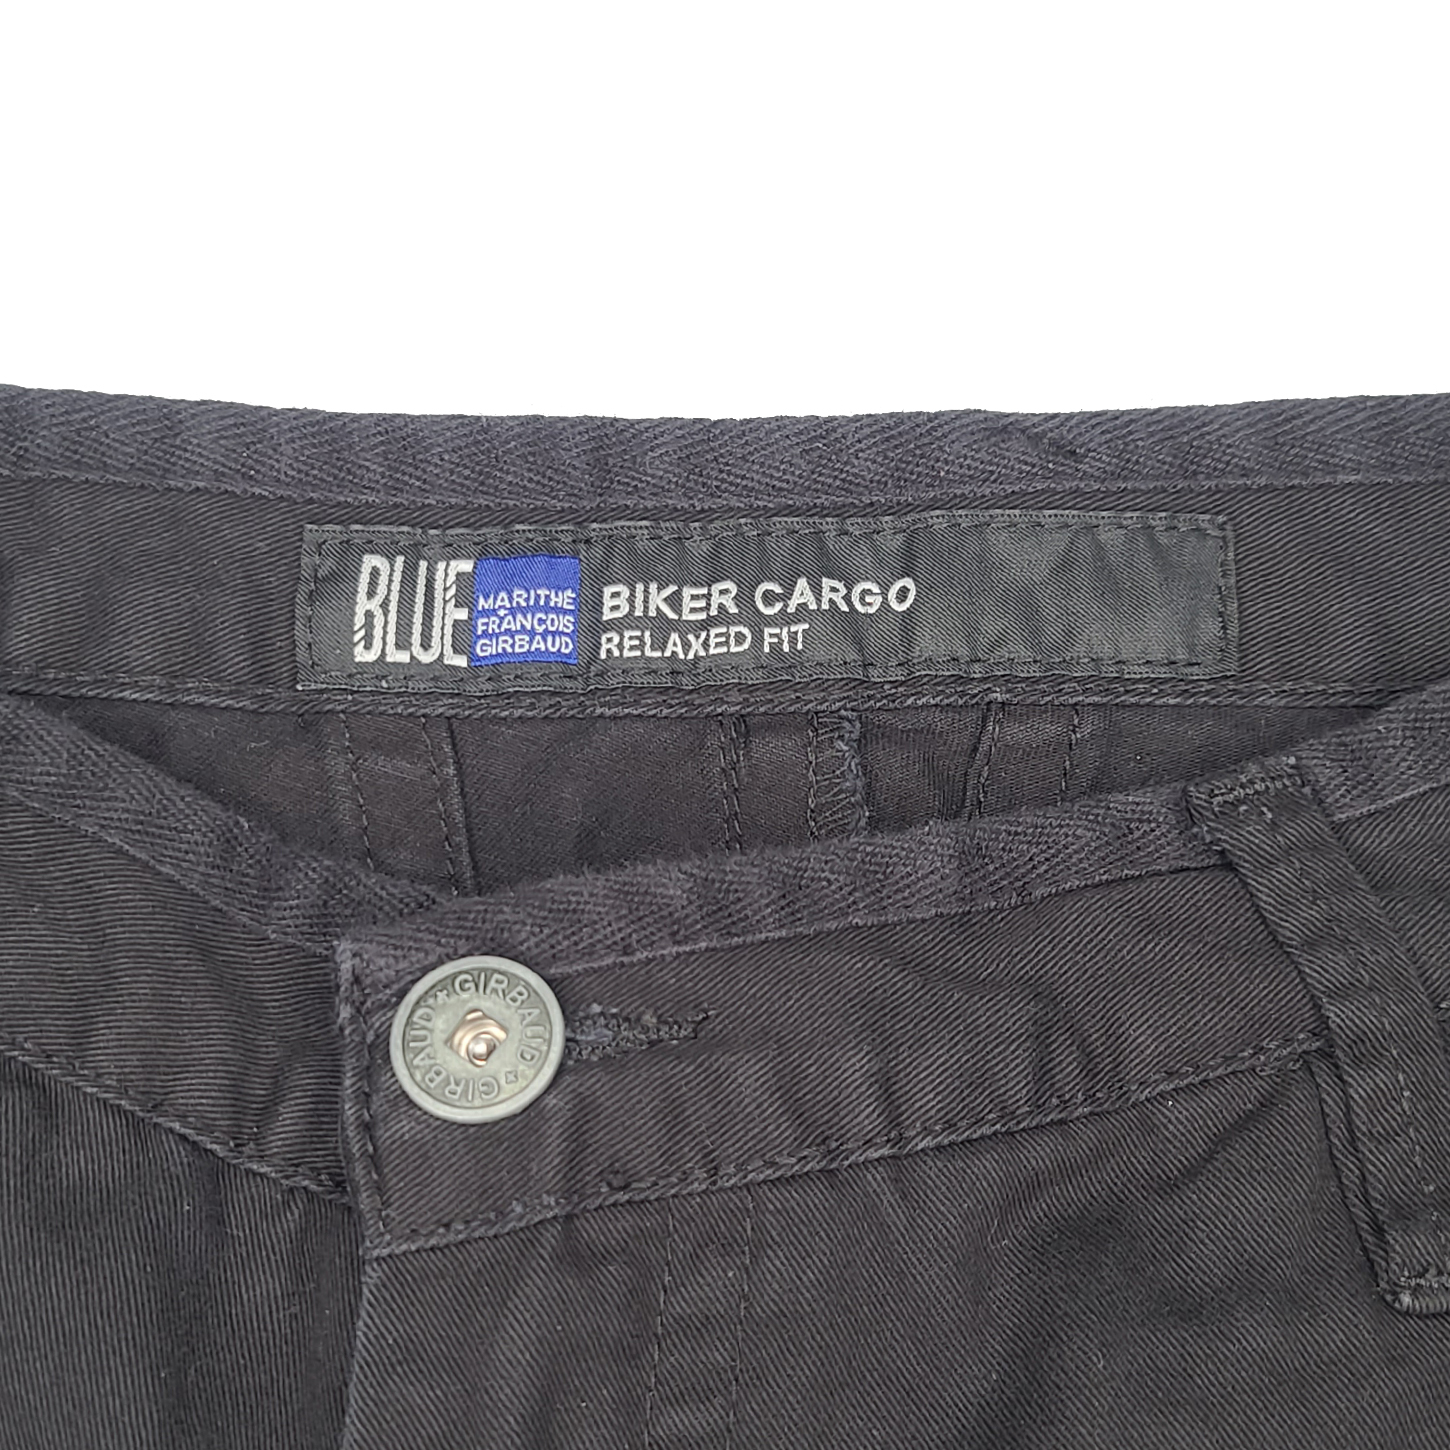 BLUE
MARITHÉ
+
FRANÇOIS
GIRBAUD
BIKER CARGO
RELAXED FIT
GIRBAUD × GIRBAUD ×